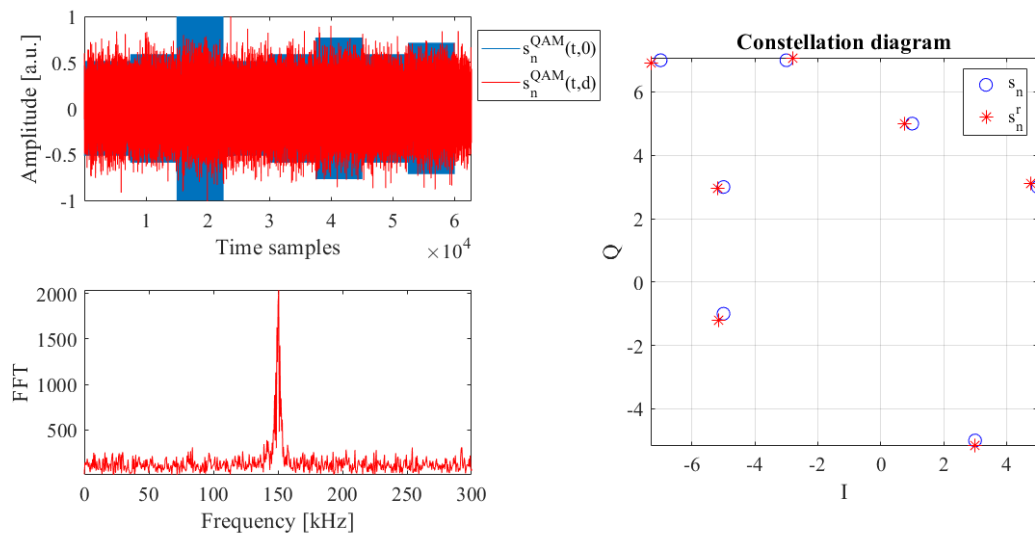 1
0.5
0
-0.5
-1
Amplitude [a.u.]
1 2 3 4 5 6
Time samples
×10^4
s_n^QAM(t,0)
s_n^QAM(t,d)
2000
1500
1000
500
FFT
0 50 100 150 200 250 300
Frequency [kHz]
Constellation diagram
s_n
s_n^r
6
4
2
0
-2
-4
Q
-6 -4 -2 0 2 4
I